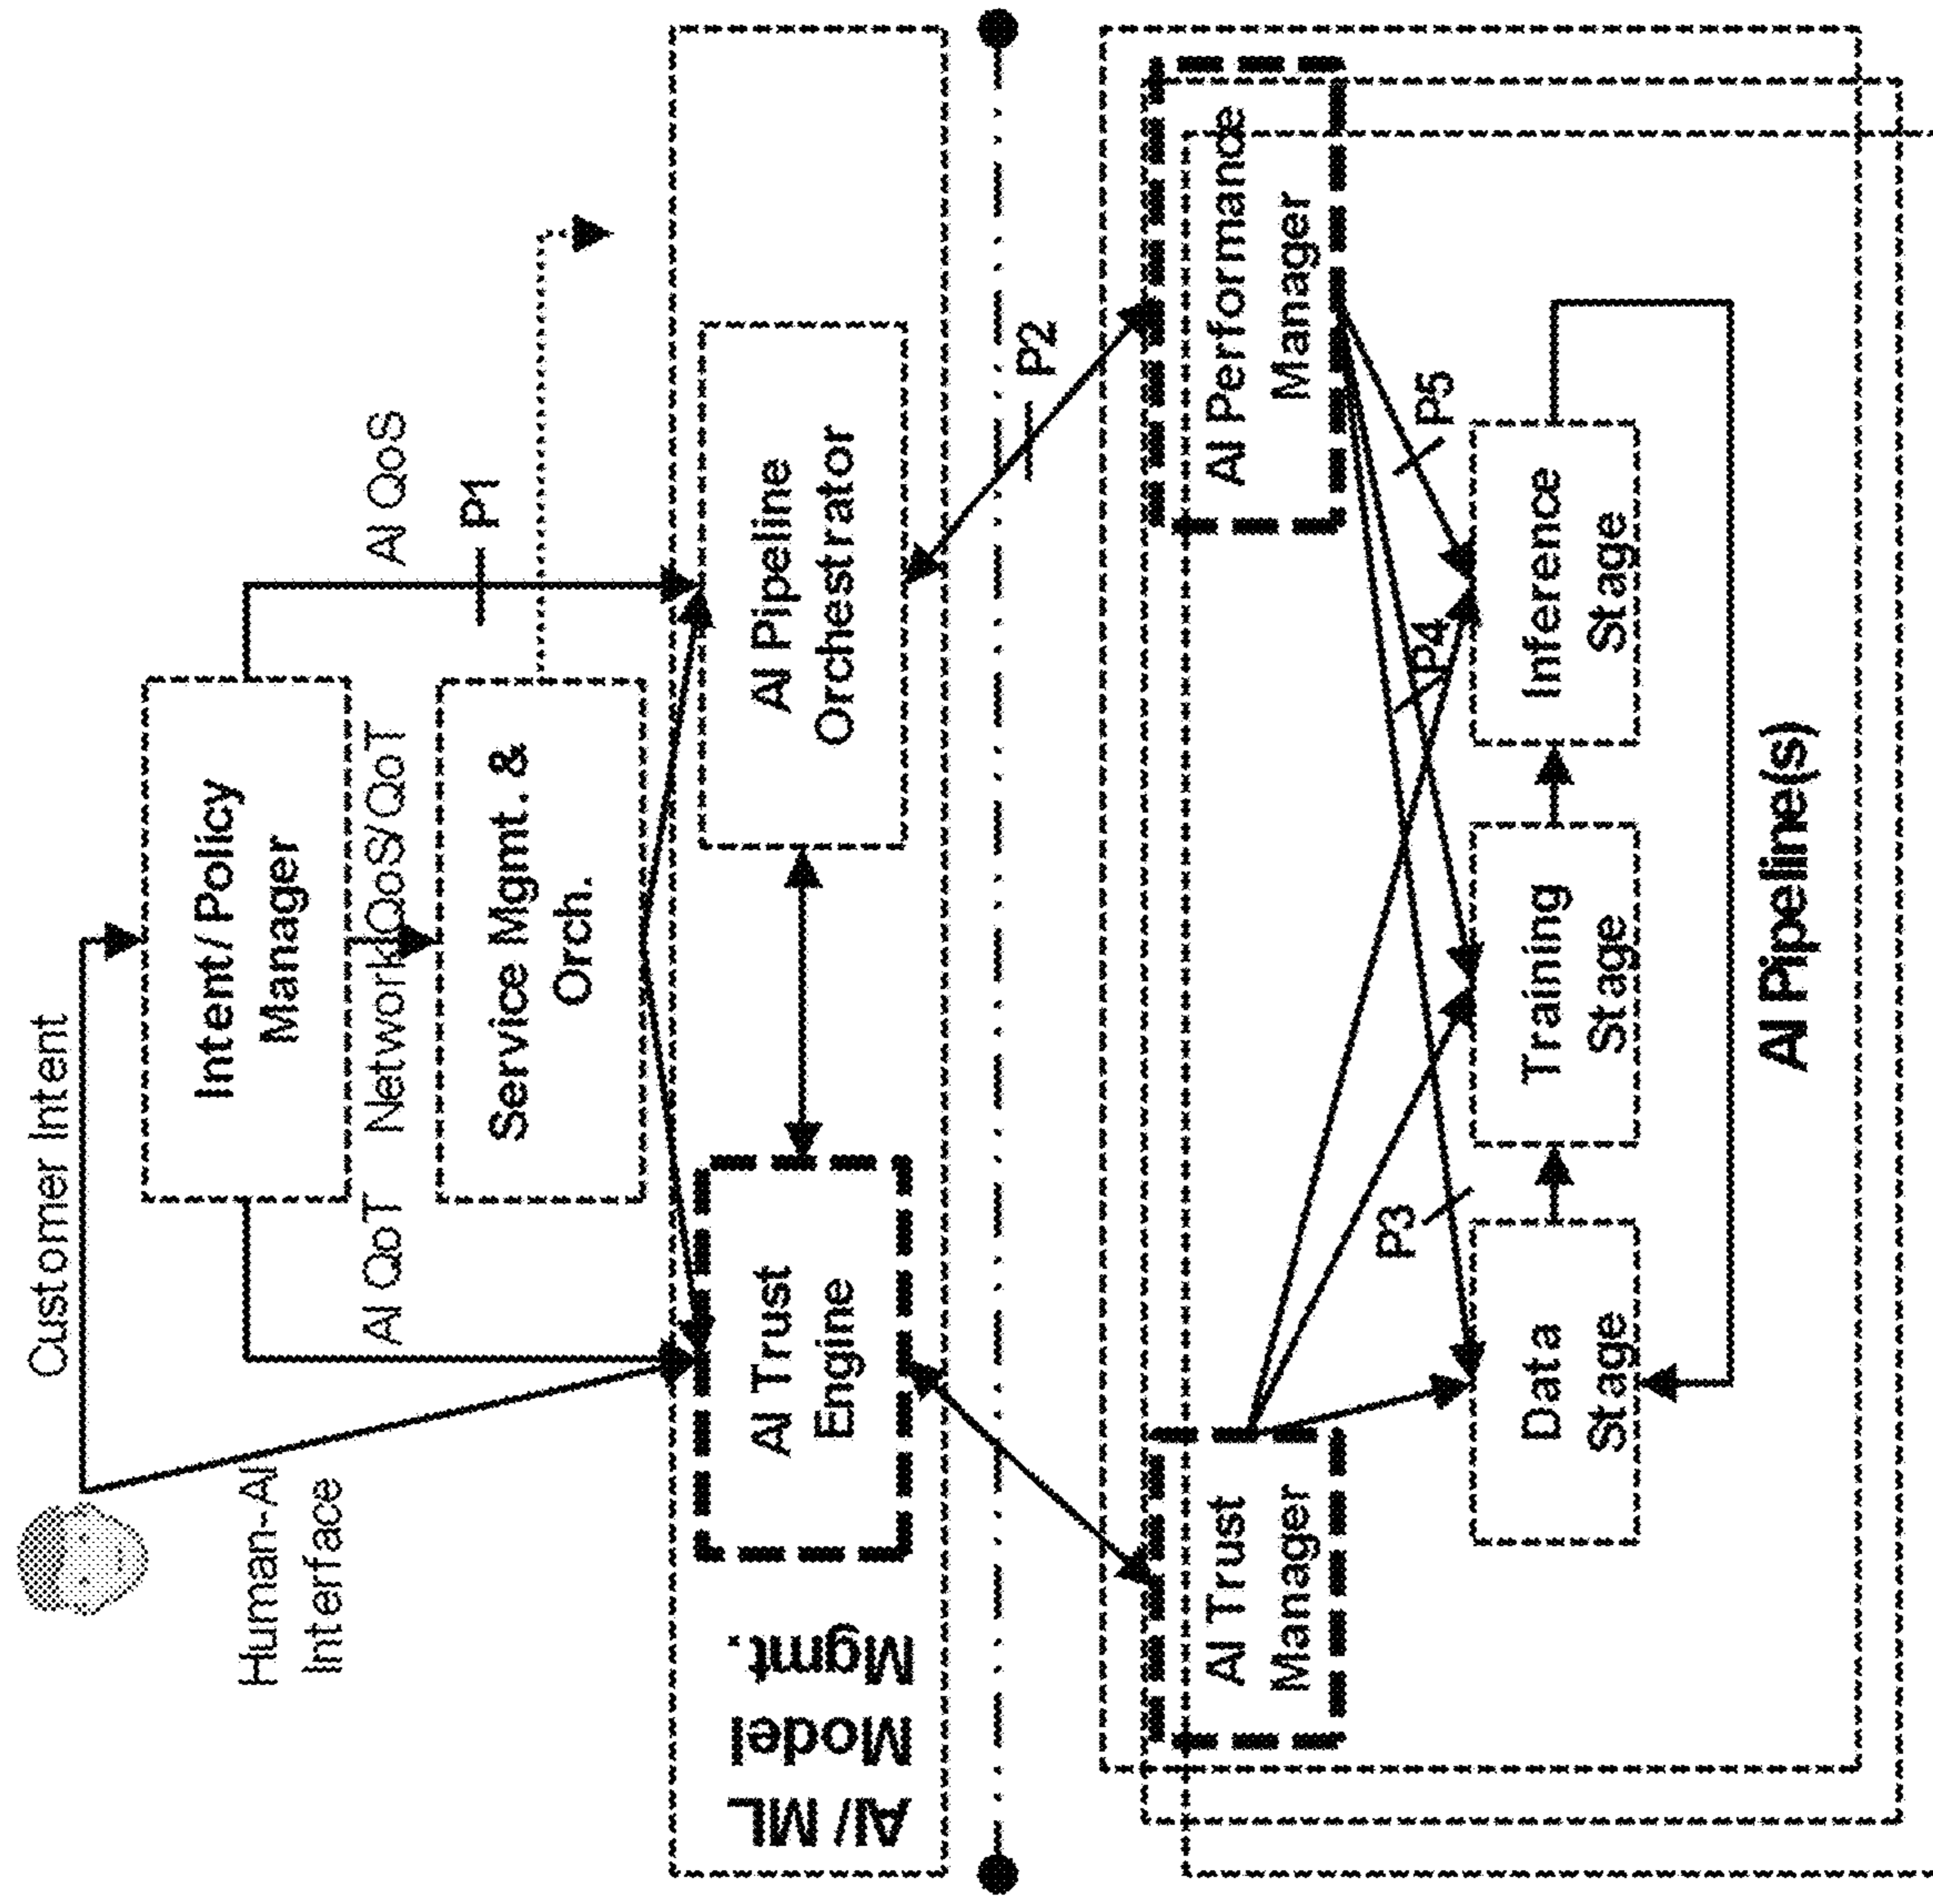 Customer Intent
Human-AI
Interface
Intent/ Policy
Manager
AI QoT
Network QoS/QoT
AI QoS
P1
Service Mgmt. &
Orch.
AI/ ML
Model
Mgmt.
AI Trust
Engine
AI Pipeline
Orchestrator
P2
AI Trust
Manager
AI Performance
Manager
P3
P4
P5
Data
Stage
Training
Stage
Inference
Stage
AI Pipeline(s)